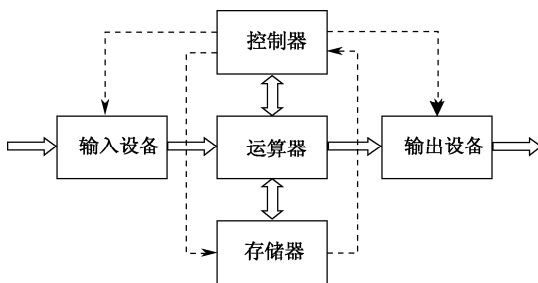 控制器
输入设备
运算器
输出设备
存储器